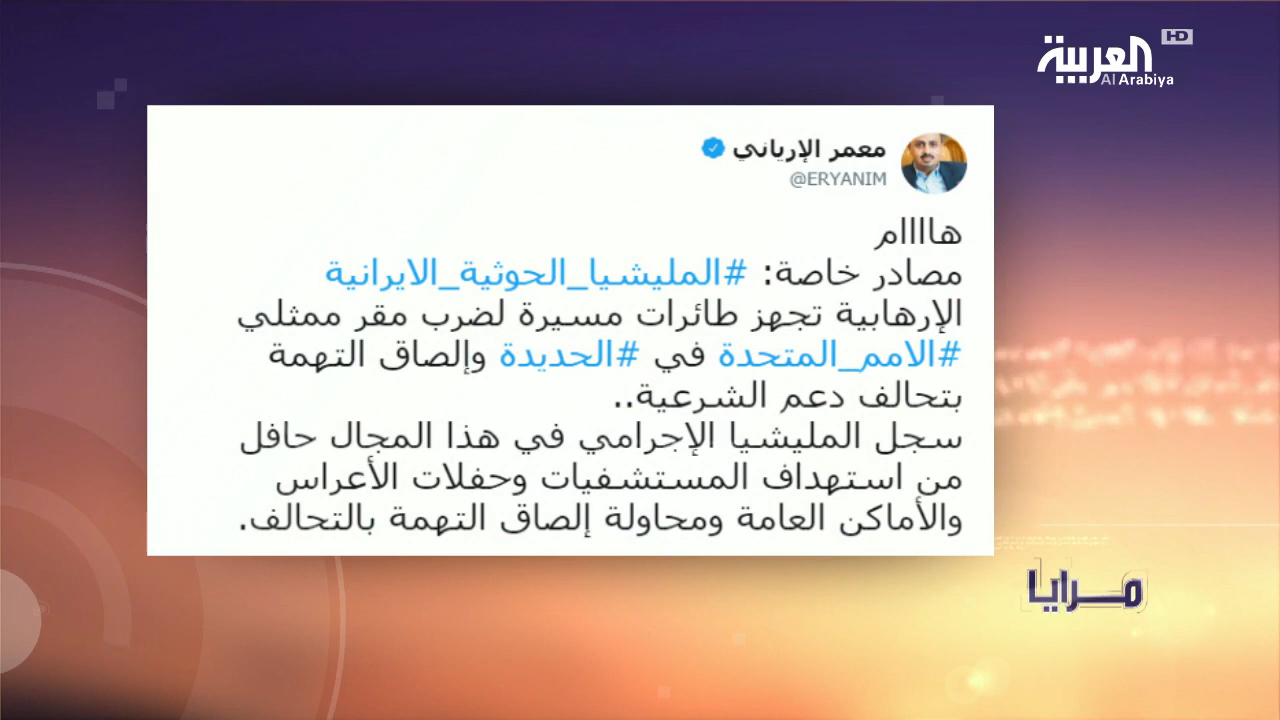 HD
العربية
Al Arabiya
معمر الإرياني
@ERYANIM
هاااام
مصادر خاصة: #المليشيا_الحوثية_الايرانية
الإرهابية تجهز طائرات مسيرة لضرب مقر ممثلي
#الامم_المتحدة في #الحديدة وإلصاق التهمة
بتحالف دعم الشرعية..
سجل المليشيا الإجرامي في هذا المجال حافل
من استهداف المستشفيات وحفلات الأعراس
والأماكن العامة ومحاولة إلصاق التهمة بالتحالف.
مرايا